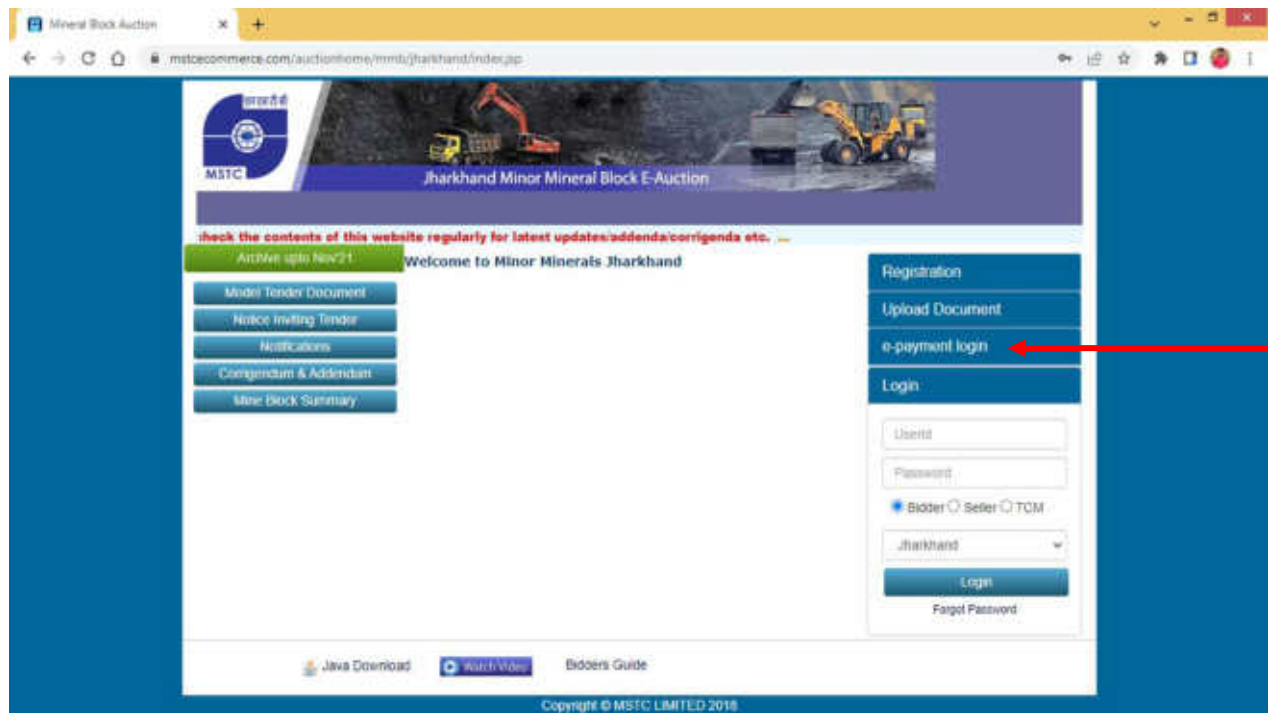 Mineral Block Auction
mstcecommerce.com/auctionhome/mmb/jharkhand/index.jsp
MSTC
Jharkhand Minor Mineral Block E-Auction
check the contents of this website regularly for latest updates/addenda/corrigenda etc.
Archive upto Nov'21
Welcome to Minor Minerals Jharkhand
Model Tender Document
Notice Inviting Tender
Notifications
Corrigendum & Addendum
Mine Block Summary
Registration
Upload Document
e-payment login
Login
UserId
Password
Bidder Seller TCM
Jharkhand
Login
Forgot Password
Java Download Watch Video Bidders Guide
Copyright © MSTC LIMITED 2018